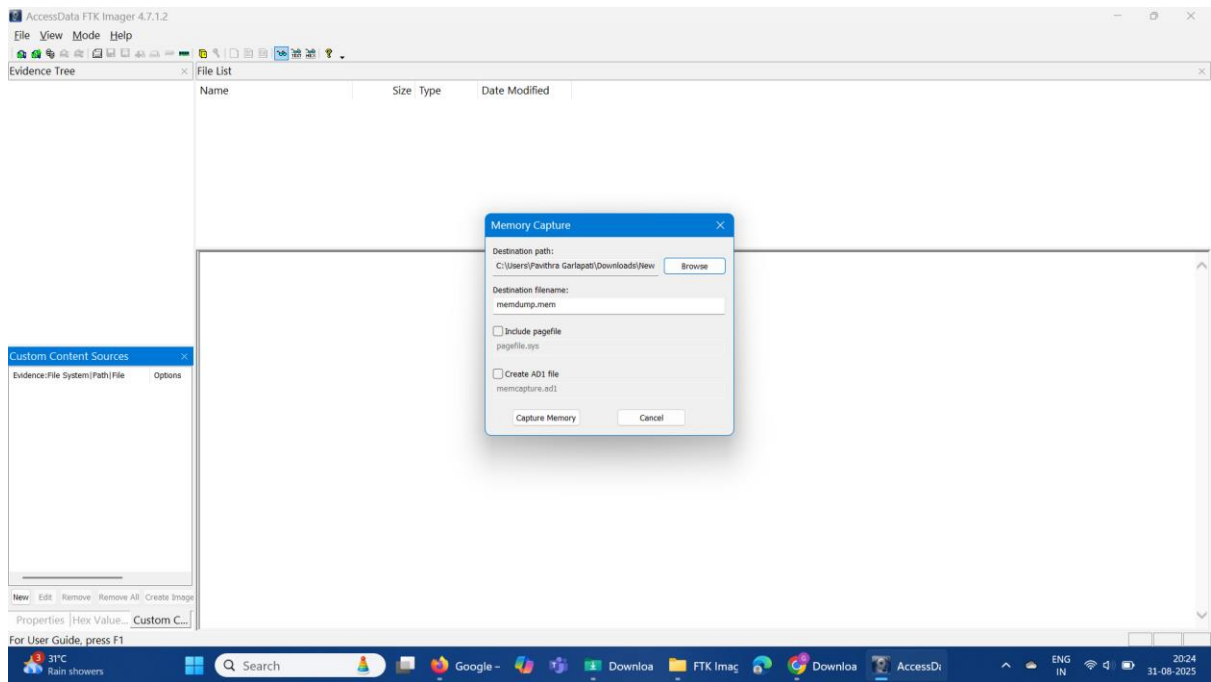 AccessData FTK Imager 4.7.1.2
File View Mode Help
Evidence Tree
File List
Name Size Type Date Modified
Memory Capture
Destination path:
C:\Users\Pavithra Garlapati\Downloads\New
Browse
Destination filename:
memdump.mem
Include pagefile
pagefile.sys
Create AD1 file
memcapture.ad1
Capture Memory Cancel
Custom Content Sources
Evidence:File System|Path|File Options
New Edit Remove Remove All Create Image
Properties Hex Value... Custom C...
For User Guide, press F1
3
31°C
Rain showers
Search
Google -
Downloa
FTK Imag
Downloa
AccessDa
ENG
IN
20:24
31-08-2025